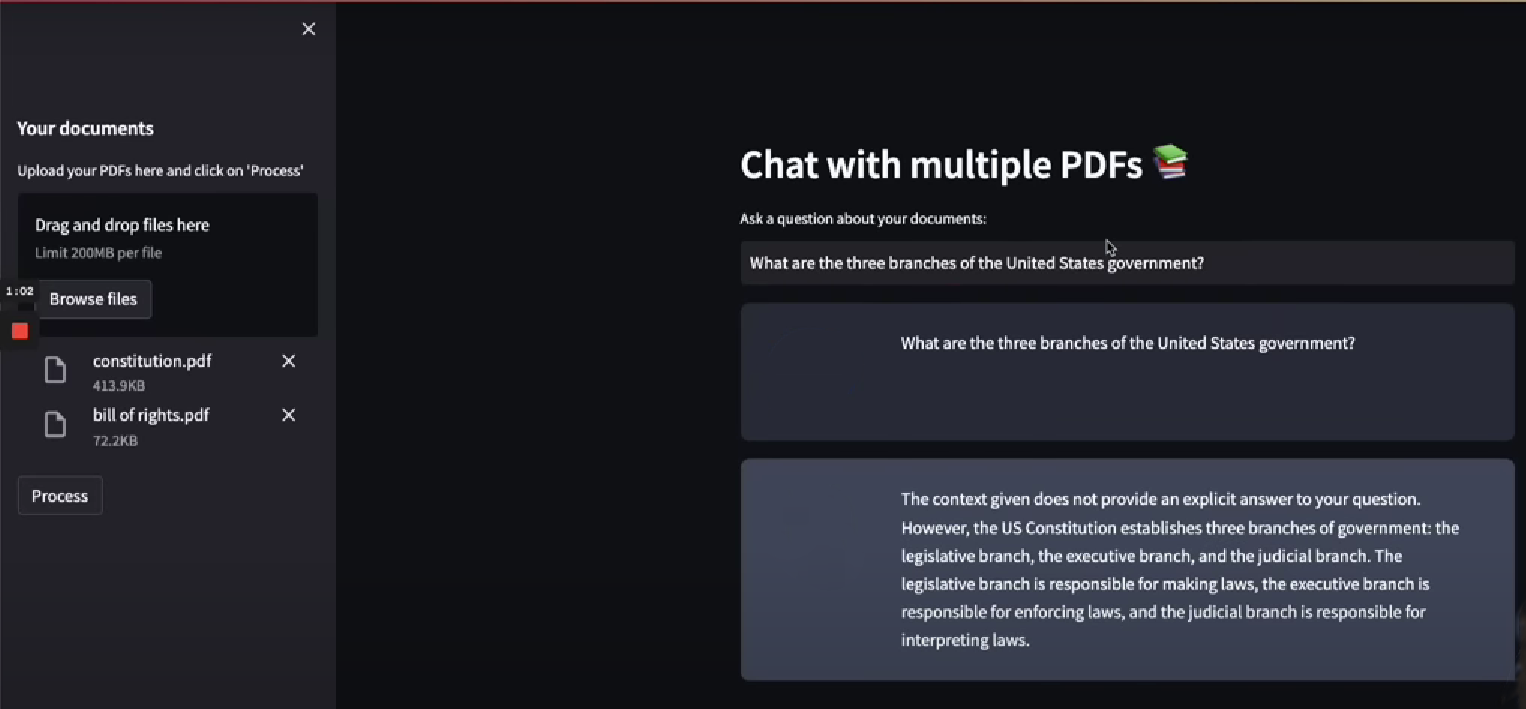 Your documents
Upload your PDFs here and click on 'Process'
Drag and drop files here
Limit 200MB per file
1:02
Browse files
constitution.pdf
413.9KB
bill of rights.pdf
72.2KB
Process
Chat with multiple PDFs 📚
Ask a question about your documents:
What are the three branches of the United States government?
What are the three branches of the United States government?
The context given does not provide an explicit answer to your question.
However, the US Constitution establishes three branches of government: the
legislative branch, the executive branch, and the judicial branch. The
legislative branch is responsible for making laws, the executive branch is
responsible for enforcing laws, and the judicial branch is responsible for
interpreting laws.